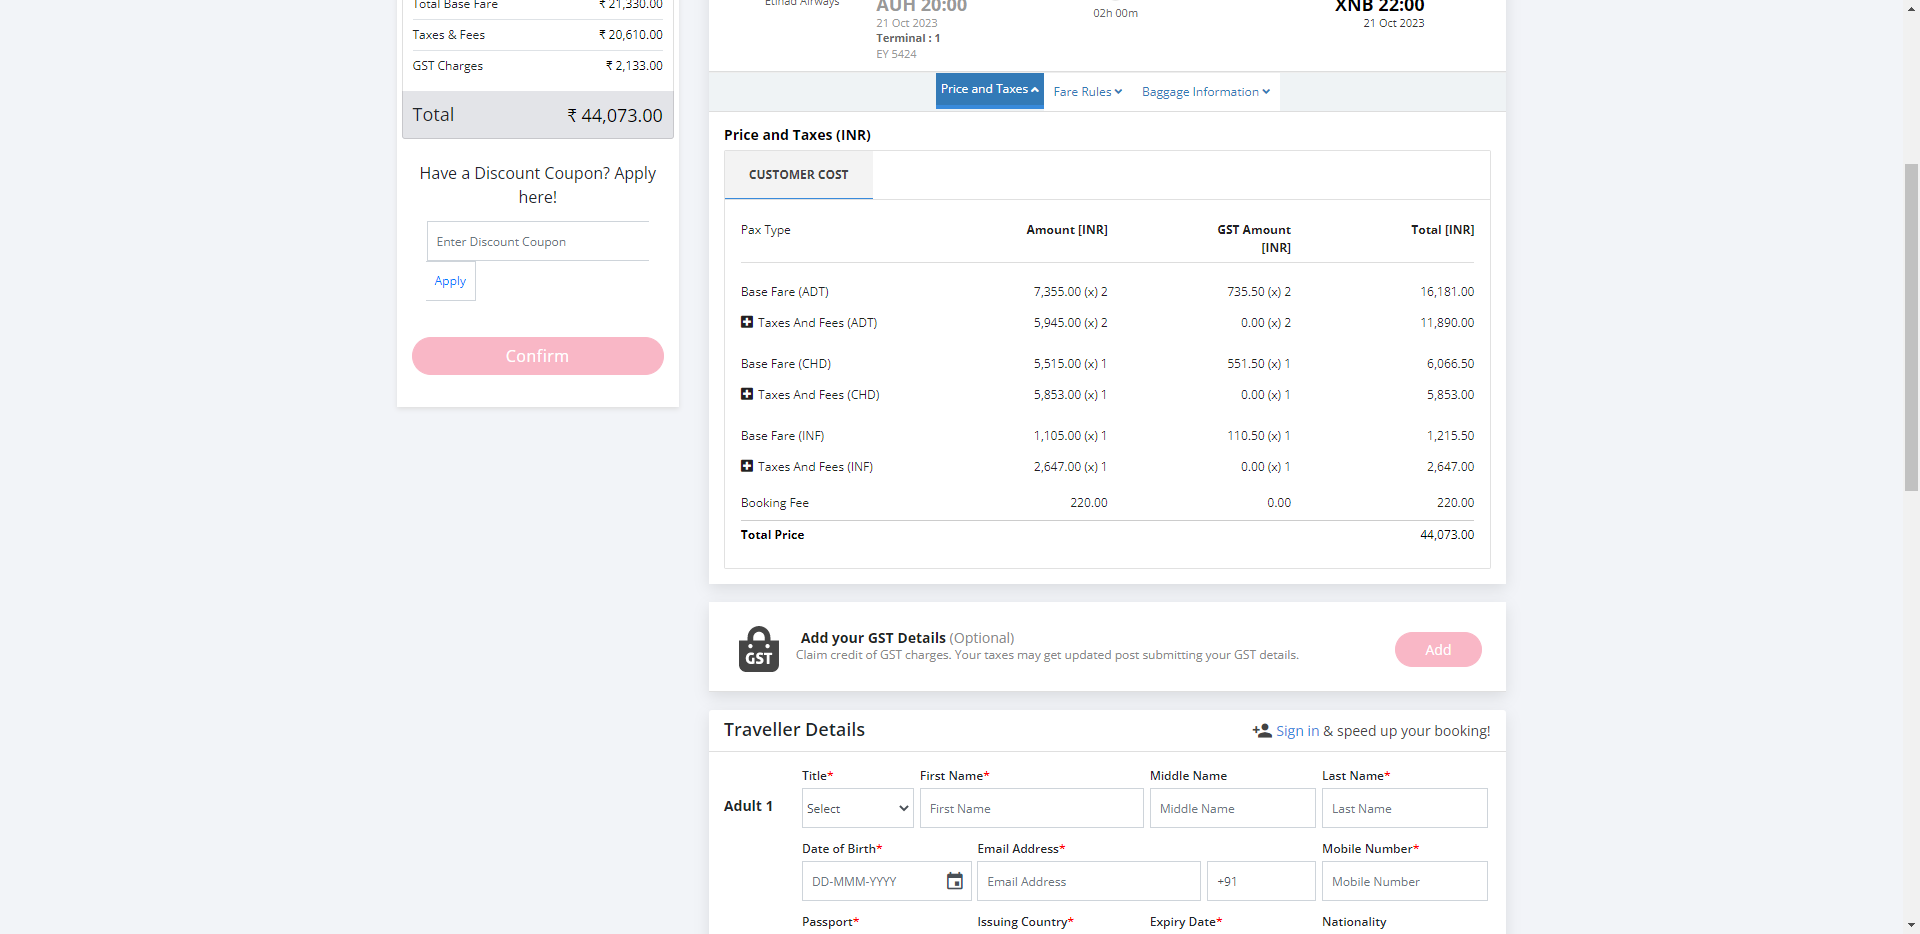 Total Base Fare ₹ 21,330.00
Taxes & Fees ₹ 20,610.00
GST Charges ₹ 2,133.00
Total ₹ 44,073.00
Have a Discount Coupon? Apply
here!
Enter Discount Coupon
Apply
Confirm
Etihad Airways
AUH 20:00
21 Oct 2023
Terminal : 1
EY 5424
02h 00m
XNB 22:00
21 Oct 2023
Price and Taxes Fare Rules Baggage Information
Price and Taxes (INR)
CUSTOMER COST
Pax Type Amount [INR] GST Amount [INR] Total [INR]
Base Fare (ADT) 7,355.00 (x) 2 735.50 (x) 2 16,181.00
Taxes And Fees (ADT) 5,945.00 (x) 2 0.00 (x) 2 11,890.00
Base Fare (CHD) 5,515.00 (x) 1 551.50 (x) 1 6,066.50
Taxes And Fees (CHD) 5,853.00 (x) 1 0.00 (x) 1 5,853.00
Base Fare (INF) 1,105.00 (x) 1 110.50 (x) 1 1,215.50
Taxes And Fees (INF) 2,647.00 (x) 1 0.00 (x) 1 2,647.00
Booking Fee 220.00 0.00 220.00
Total Price 44,073.00
GST
Add your GST Details (Optional)
Claim credit of GST charges. Your taxes may get updated post submitting your GST details.
Add
Traveller Details Sign in & speed up your booking!
Title* First Name* Middle Name Last Name*
Adult 1 Select First Name Middle Name Last Name
Date of Birth* Email Address* Mobile Number*
DD-MMM-YYYY Email Address +91 Mobile Number
Passport* Issuing Country* Expiry Date* Nationality